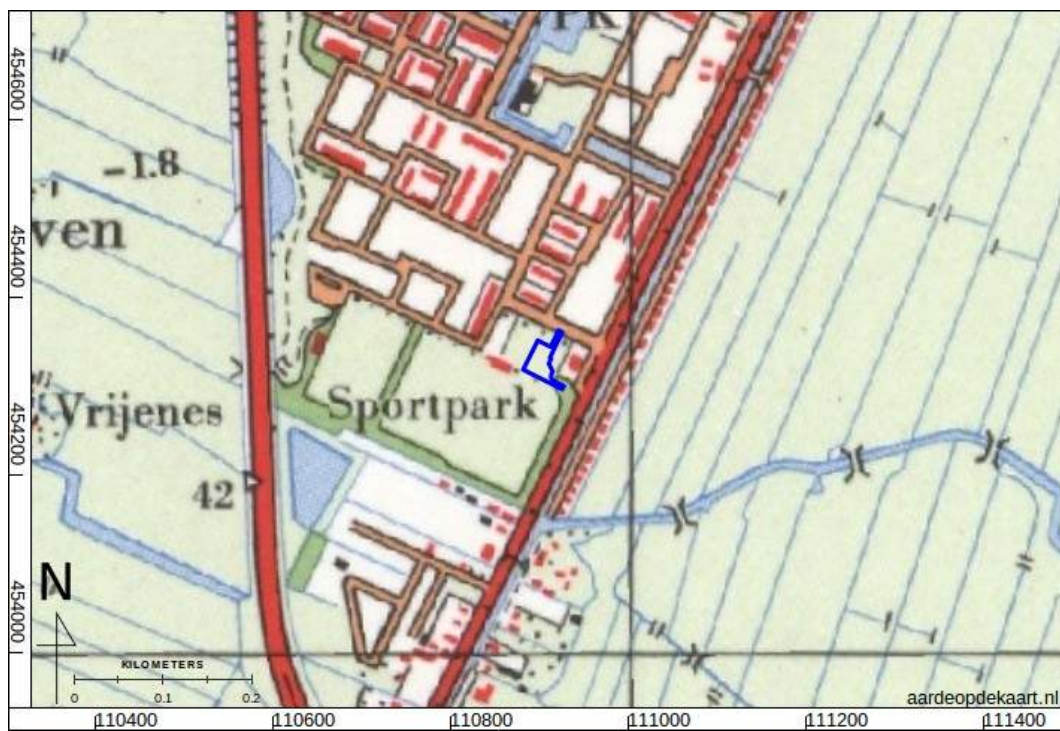 PK
454600
-1.8
ven
454400
Sportpark
Vrijenes
454200
42
N
454000
KILOMETERS
0 0.1 0.2
aardeopdekaart.nl
110400 110600 110800 111000 111200 111400